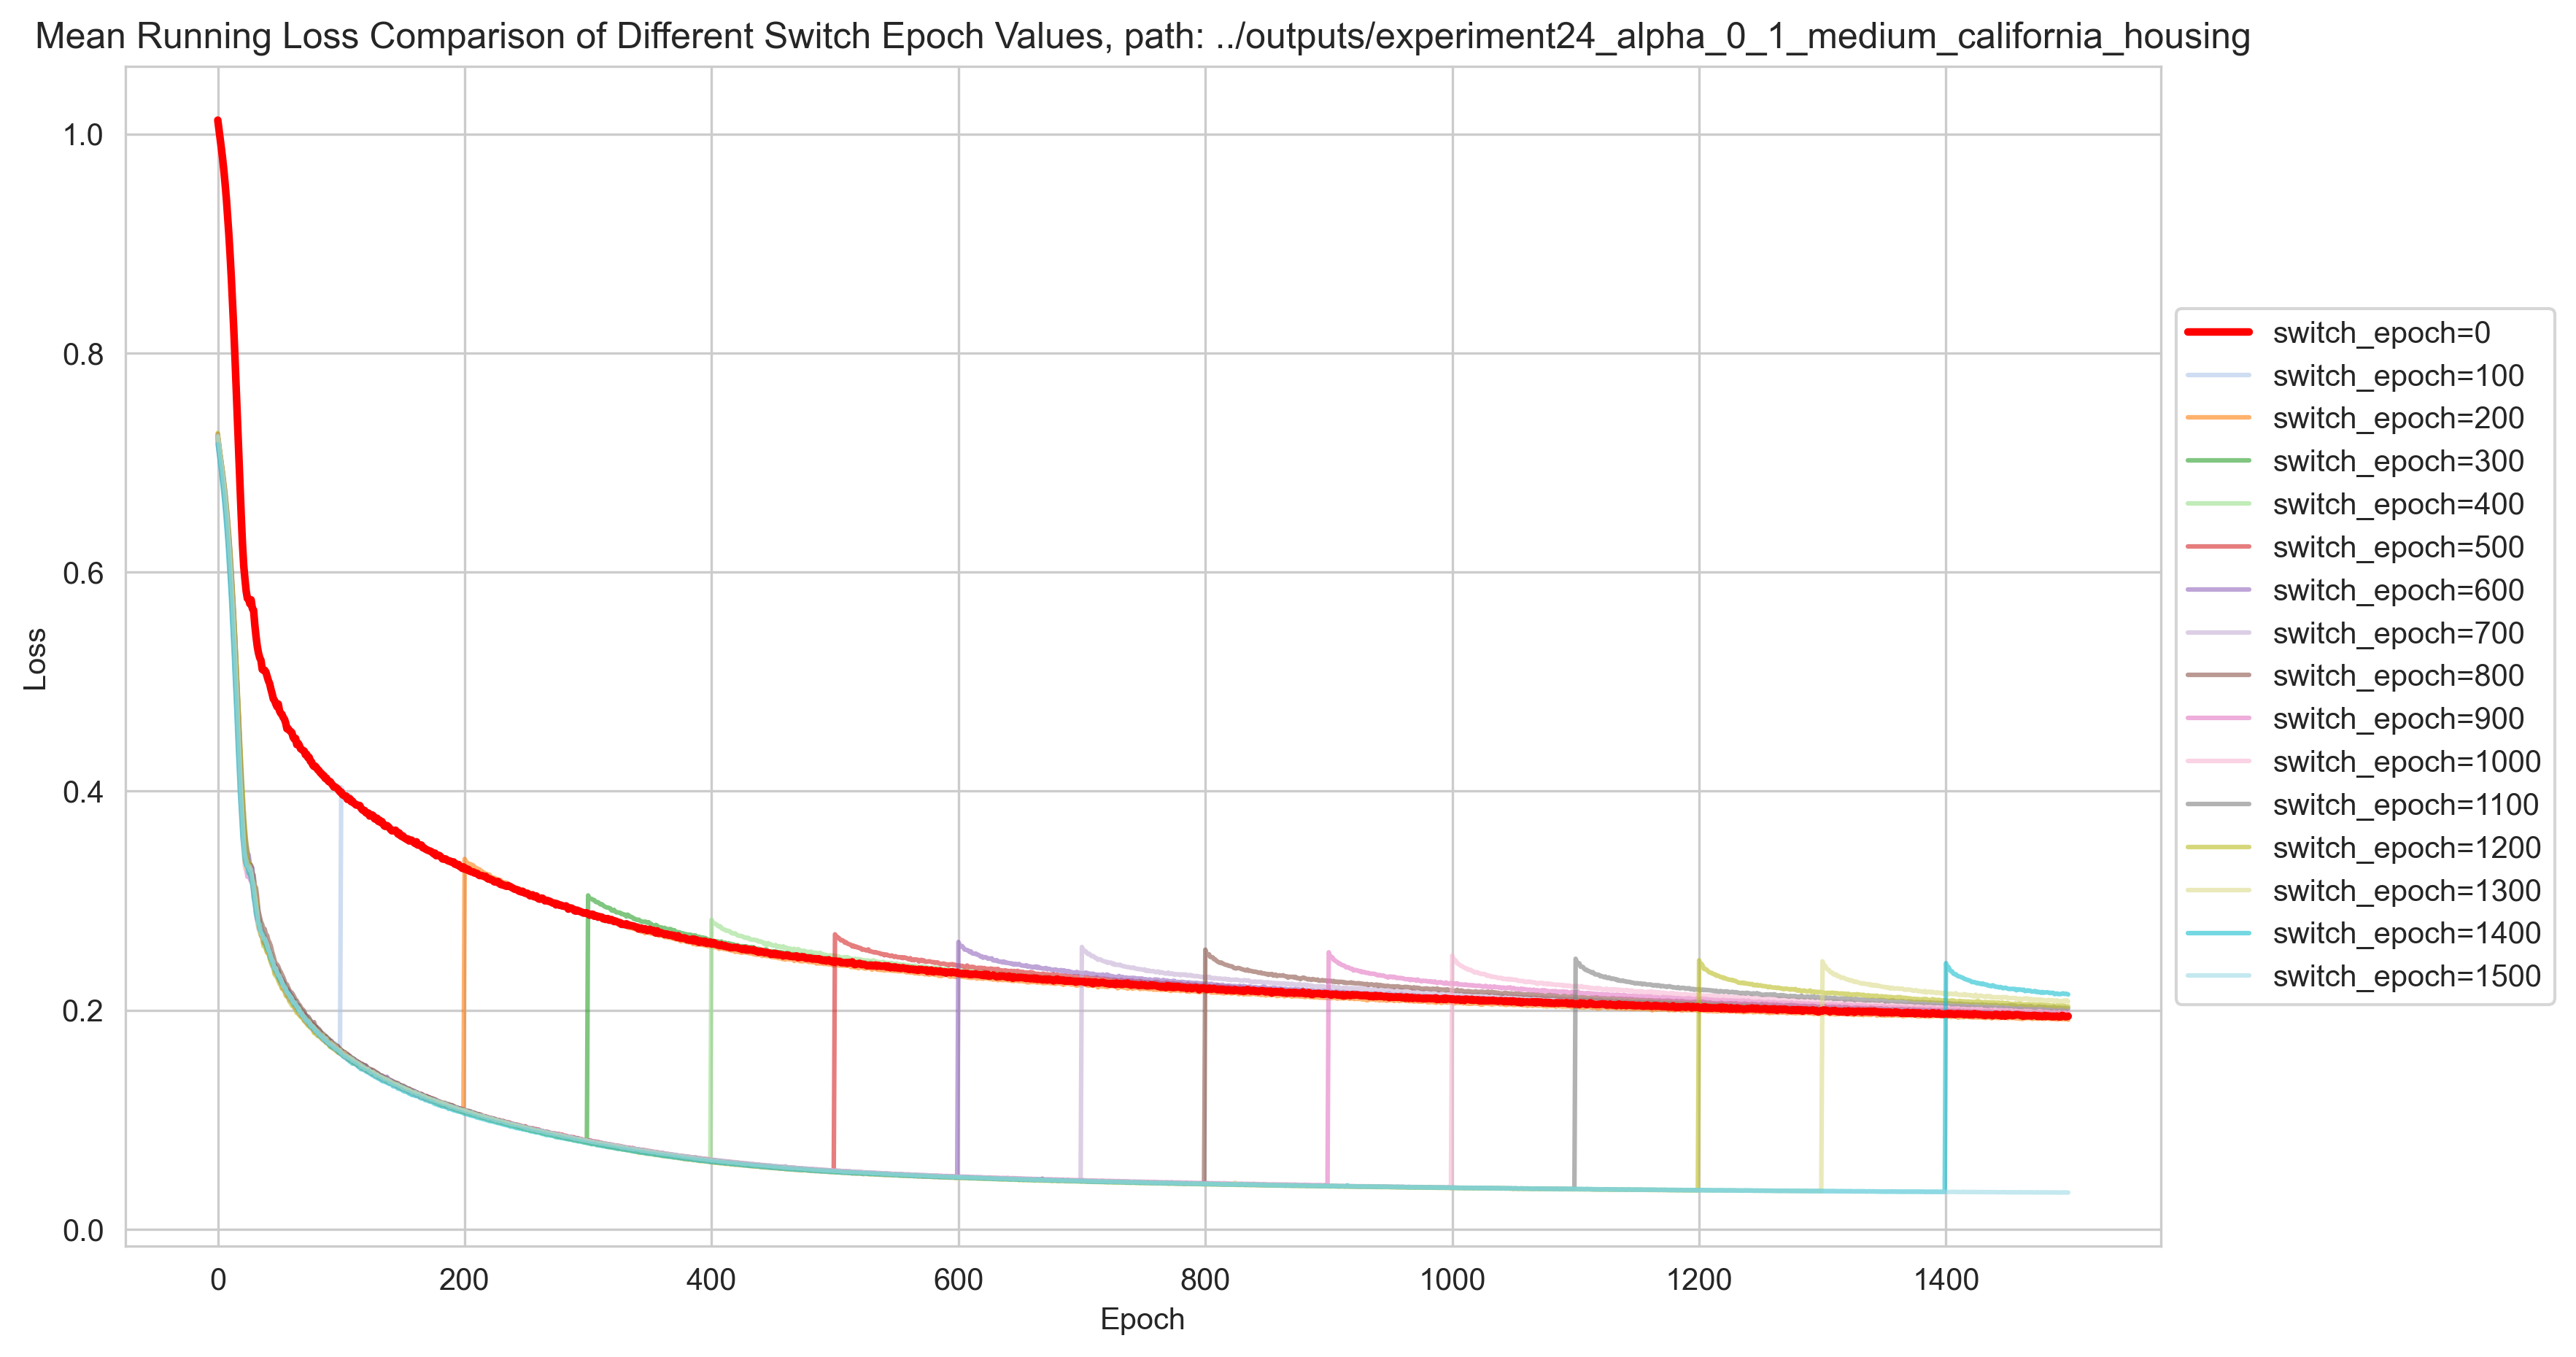 Mean Running Loss Comparison of Different Switch Epoch Values, path: ../outputs/experiment24_alpha_0_1_medium_california_housing
1.0
0.8
0.6
0.4
0.2
0.0
Loss
0 200 400 600 800 1000 1200 1400
Epoch
switch_epoch=0
switch_epoch=100
switch_epoch=200
switch_epoch=300
switch_epoch=400
switch_epoch=500
switch_epoch=600
switch_epoch=700
switch_epoch=800
switch_epoch=900
switch_epoch=1000
switch_epoch=1100
switch_epoch=1200
switch_epoch=1300
switch_epoch=1400
switch_epoch=1500